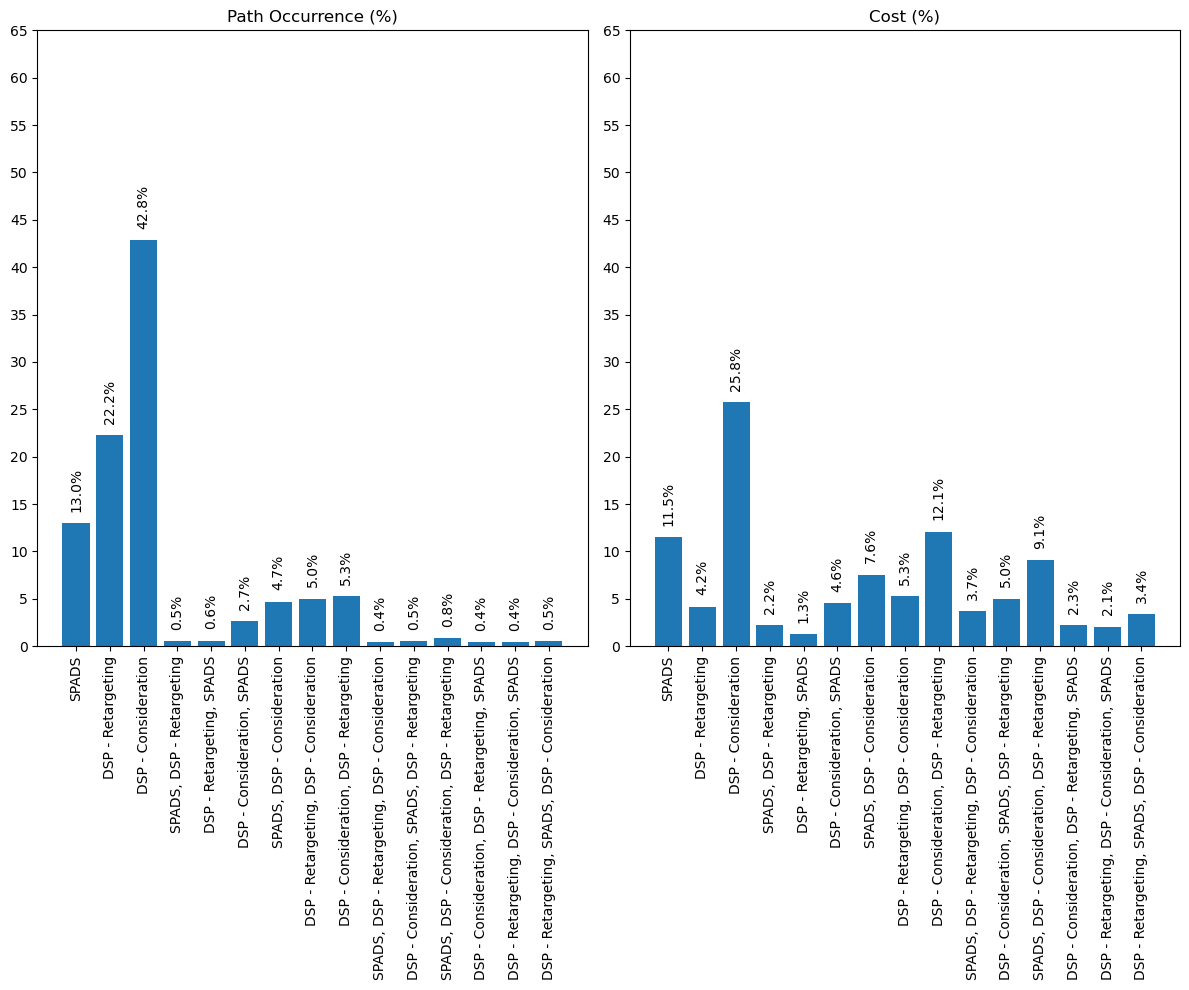 Path Occurrence (%)
65
60
55
50
45
40
35
30
25
20
15
10
5
0
13.0%
22.2%
42.8%
0.5%
0.6%
2.7%
4.7%
5.0%
5.3%
0.4%
0.5%
0.8%
0.4%
0.4%
0.5%
SPADS
DSP - Retargeting
DSP - Consideration
SPADS, DSP - Retargeting
DSP - Retargeting, SPADS
DSP - Consideration, SPADS
SPADS, DSP - Consideration
DSP - Retargeting, DSP - Consideration
DSP - Consideration, DSP - Retargeting
SPADS, DSP - Retargeting, DSP - Consideration
DSP - Consideration, SPADS, DSP - Retargeting
SPADS, DSP - Consideration, DSP - Retargeting
DSP - Consideration, DSP - Retargeting, SPADS
DSP - Retargeting, DSP - Consideration, SPADS
DSP - Retargeting, SPADS, DSP - Consideration
Cost (%)
65
60
55
50
45
40
35
30
25
20
15
10
5
0
11.5%
4.2%
25.8%
2.2%
1.3%
4.6%
7.6%
5.3%
12.1%
3.7%
5.0%
9.1%
2.3%
2.1%
3.4%
SPADS
DSP - Retargeting
DSP - Consideration
SPADS, DSP - Retargeting
DSP - Retargeting, SPADS
DSP - Consideration, SPADS
SPADS, DSP - Consideration
DSP - Retargeting, DSP - Consideration
DSP - Consideration, DSP - Retargeting
SPADS, DSP - Retargeting, DSP - Consideration
DSP - Consideration, SPADS, DSP - Retargeting
SPADS, DSP - Consideration, DSP - Retargeting
DSP - Consideration, DSP - Retargeting, SPADS
DSP - Retargeting, DSP - Consideration, SPADS
DSP - Retargeting, SPADS, DSP - Consideration